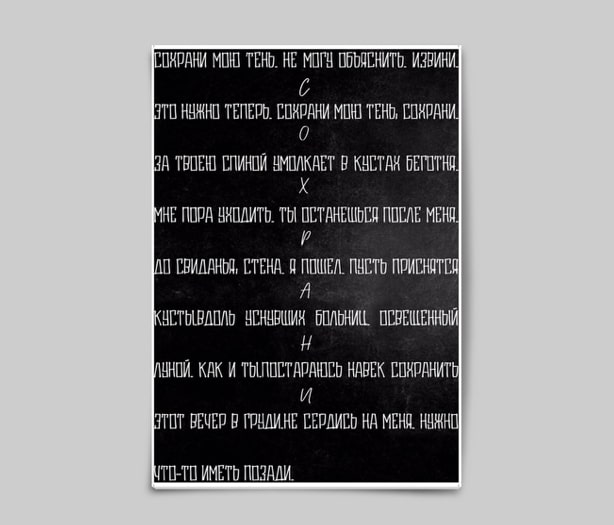 СОХРАНИ МОЮ ТЕНЬ. НЕ МОГУ ОБЪЯСНИТЬ. ИЗВИНИ.
С
ЭТО НУЖНО ТЕПЕРЬ. СОХРАНИ МОЮ ТЕНЬ, СОХРАНИ.
О
ЗА ТВОЕЮ СПИНОЙ УМОЛКАЕТ В КУСТАХ БЕГОТНЯ.
Х
МНЕ ПОРА УХОДИТЬ. ТЫ ОСТАНЕШЬСЯ ПОСЛЕ МЕНЯ.
Р
ДО СВИДАНЬЯ, СТЕНА. Я ПОШЕЛ. ПУСТЬ ПРИСНЯТСЯ
А
КУСТЫ.ВДОЛЬ УСНУВШИХ БОЛЬНИЦ. ОСВЕЩЕННЫЙ
Н
ЛУНОЙ. КАК И ТЫ.ПОСТАРАЮСЬ НАВЕК СОХРАНИТЬ
И
ЭТОТ ВЕЧЕР В ГРУДИ.НЕ СЕРДИСЬ НА МЕНЯ. НУЖНО
ЧТО-ТО ИМЕТЬ ПОЗАДИ.